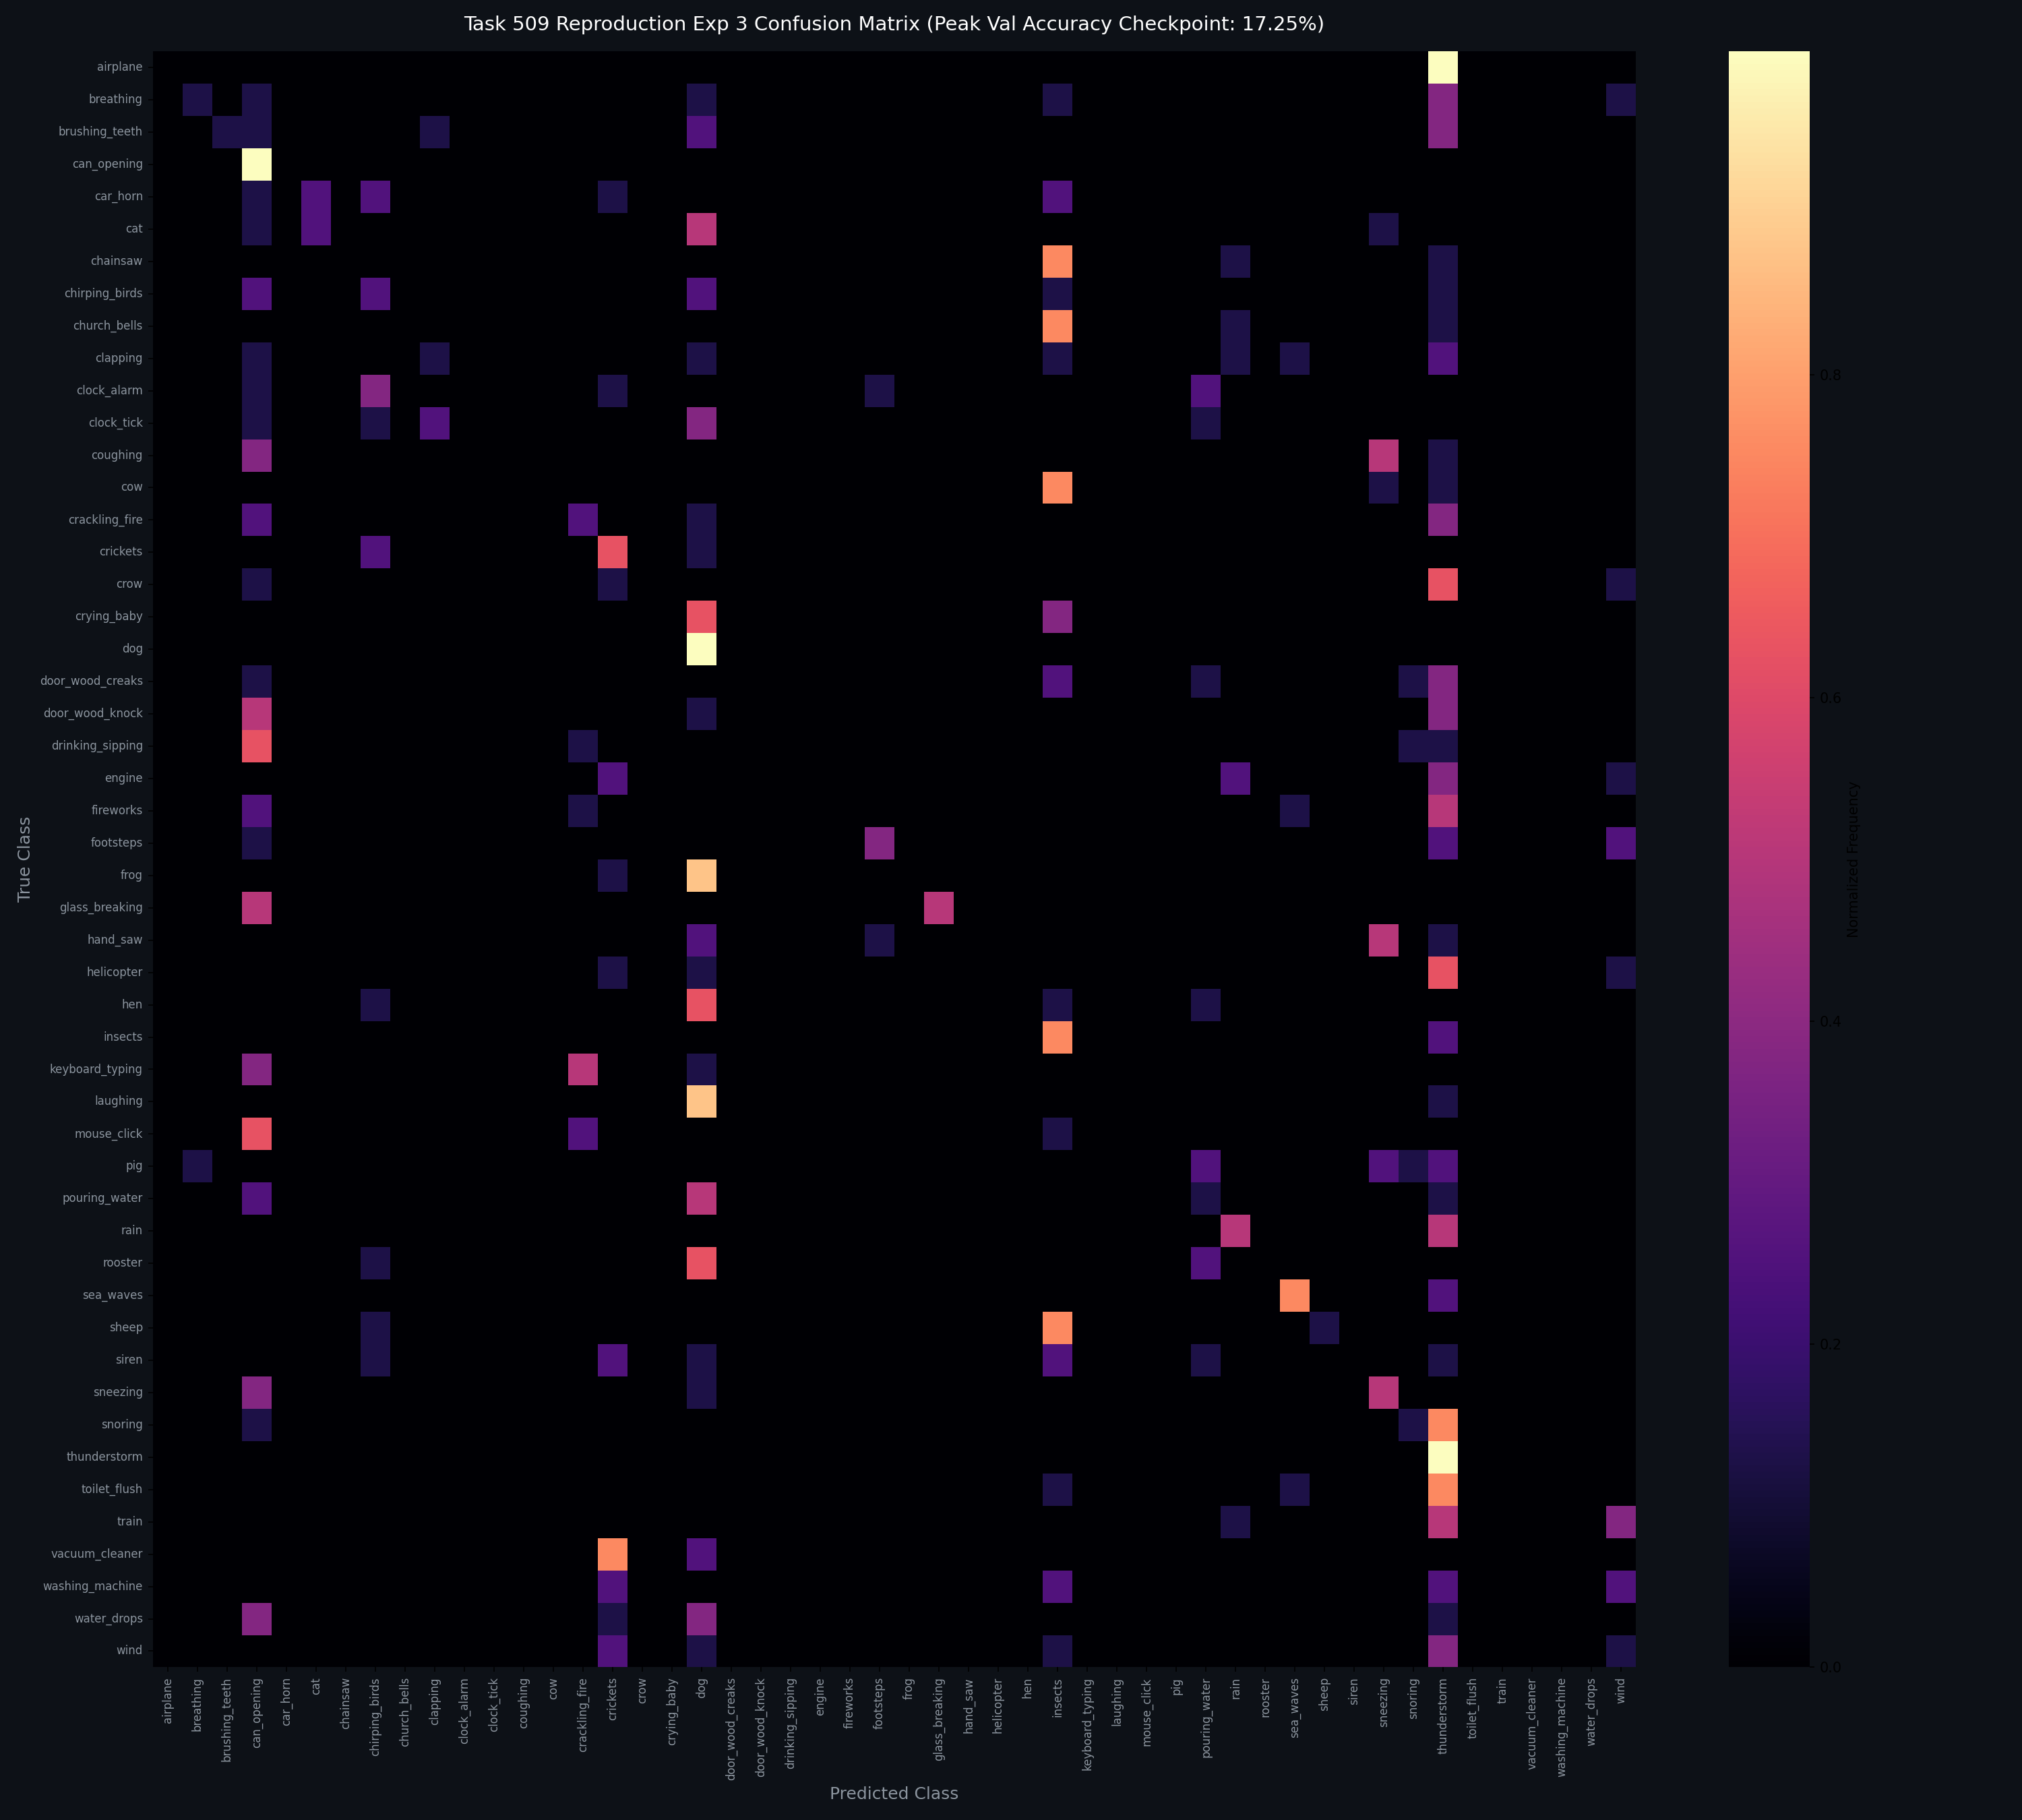 Task 509 Reproduction Exp 3 Confusion Matrix (Peak Val Accuracy Checkpoint: 17.25%)
airplane
breathing
brushing_teeth
can_opening
car_horn
cat
chainsaw
chirping_birds
church_bells
clapping
clock_alarm
clock_tick
coughing
cow
crackling_fire
crickets
crow
crying_baby
dog
door_wood_creaks
door_wood_knock
drinking_sipping
engine
fireworks
footsteps
frog
glass_breaking
hand_saw
helicopter
hen
insects
keyboard_typing
laughing
mouse_click
pig
pouring_water
rain
rooster
sea_waves
sheep
siren
sneezing
snoring
thunderstorm
toilet_flush
train
vacuum_cleaner
washing_machine
water_drops
wind
True Class
airplane
breathing
brushing_teeth
can_opening
car_horn
cat
chainsaw
chirping_birds
church_bells
clapping
clock_alarm
clock_tick
coughing
cow
crackling_fire
crickets
crow
crying_baby
dog
door_wood_creaks
door_wood_knock
drinking_sipping
engine
fireworks
footsteps
frog
glass_breaking
hand_saw
helicopter
hen
insects
keyboard_typing
laughing
mouse_click
pig
pouring_water
rain
rooster
sea_waves
sheep
siren
sneezing
snoring
thunderstorm
toilet_flush
train
vacuum_cleaner
washing_machine
water_drops
wind
Predicted Class
0.8
0.6
0.4
0.2
0.0
Normalized Frequency